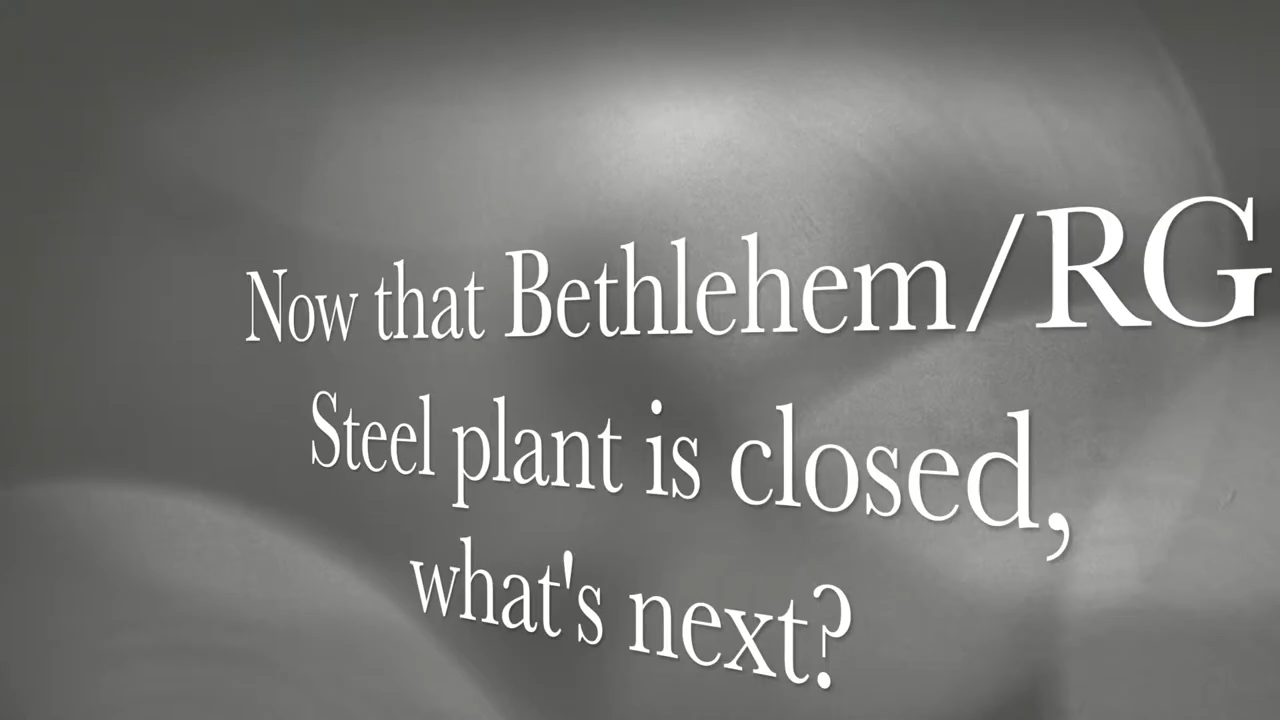 Now that Bethlehem/RG
Steel plant is closed,
what's next?